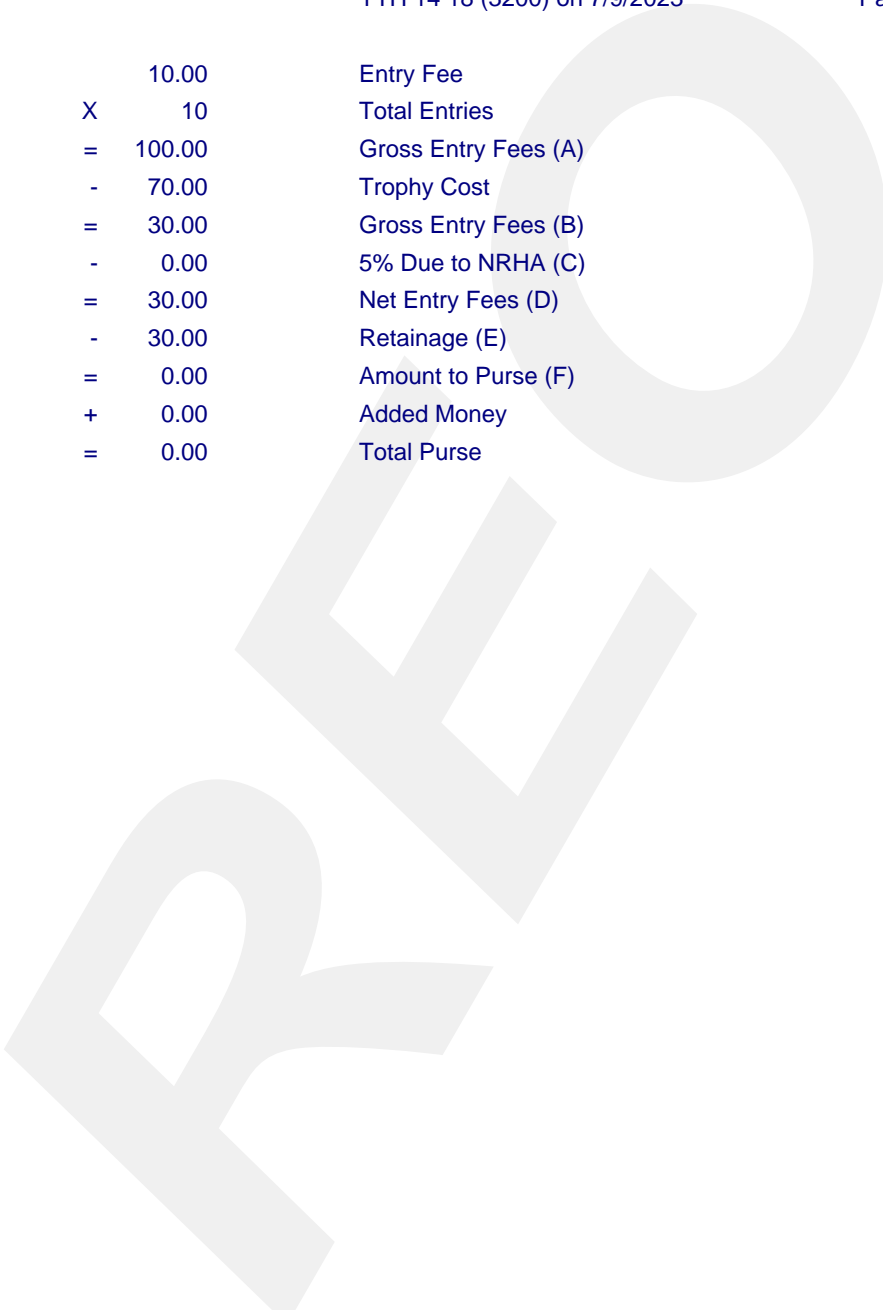 10.00 Entry Fee
X 10 Total Entries
= 100.00 Gross Entry Fees (A)
- 70.00 Trophy Cost
= 30.00 Gross Entry Fees (B)
- 0.00 5% Due to NRHA (C)
= 30.00 Net Entry Fees (D)
- 30.00 Retainage (E)
= 0.00 Amount to Purse (F)
+ 0.00 Added Money
= 0.00 Total Purse
REO